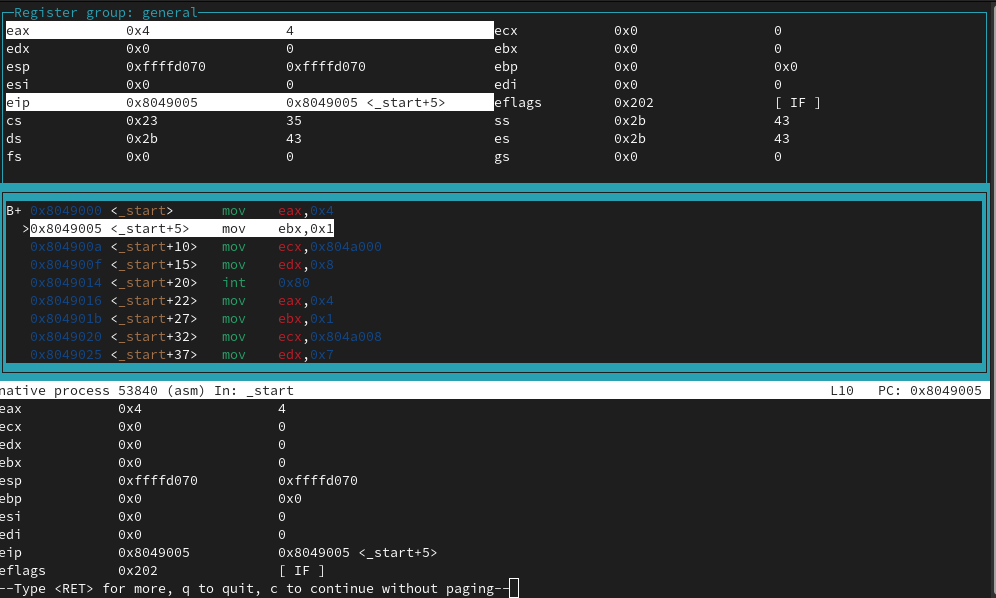 Register group: general
eax 0x4 4 ecx 0x0 0
edx 0x0 0 ebx 0x0 0
esp 0xffffd070 0xffffd070 ebp 0x0 0x0
esi 0x0 0 edi 0x0 0
eip 0x8049005 0x8049005 <_start+5> eflags 0x202 [ IF ]
cs 0x23 35 ss 0x2b 43
ds 0x2b 43 es 0x2b 43
fs 0x0 0 gs 0x0 0
B+ 0x8049000 <_start> mov eax,0x4
>0x8049005 <_start+5> mov ebx,0x1
0x804900a <_start+10> mov ecx,0x804a000
0x804900f <_start+15> mov edx,0x8
0x8049014 <_start+20> int 0x80
0x8049016 <_start+22> mov eax,0x4
0x804901b <_start+27> mov ebx,0x1
0x8049020 <_start+32> mov ecx,0x804a008
0x8049025 <_start+37> mov edx,0x7
native process 53840 (asm) In: _start L10 PC: 0x8049005
eax 0x4 4
ecx 0x0 0
edx 0x0 0
ebx 0x0 0
esp 0xffffd070 0xffffd070
ebp 0x0 0x0
esi 0x0 0
edi 0x0 0
eip 0x8049005 0x8049005 <_start+5>
eflags 0x202 [ IF ]
--Type <RET> for more, q to quit, c to continue without paging--